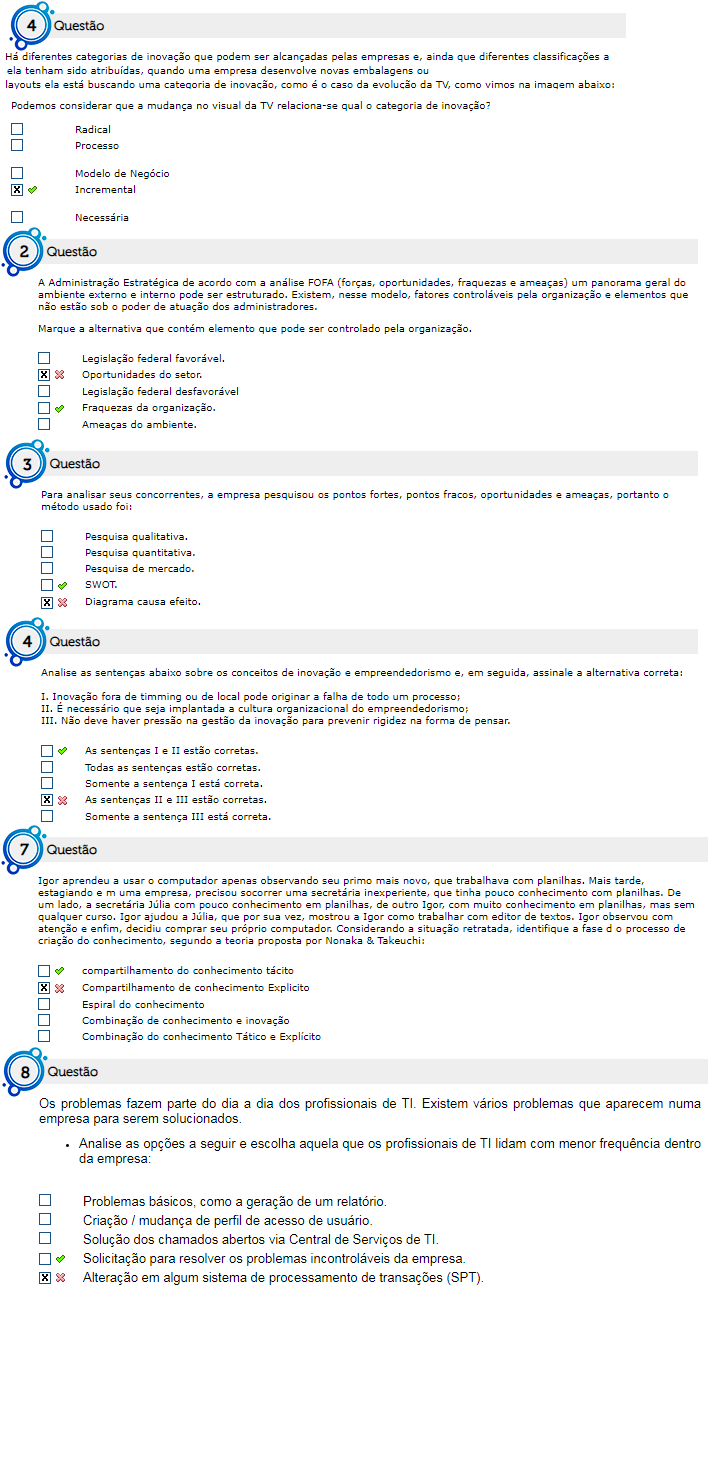 4 Questão
Há diferentes categorias de inovação que podem ser alcançadas pelas empresas e, ainda que diferentes classificações a
ela tenham sido atribuídas, quando uma empresa desenvolve novas embalagens ou
layouts ela está buscando uma categoria de inovação, como é o caso da evolução da TV, como vimos na imagem abaixo:
Podemos considerar que a mudança no visual da TV relaciona-se qual o categoria de inovação?
Radical
Processo
Modelo de Negócio
Incremental
Necessária
2 Questão
A Administração Estratégica de acordo com a análise FOFA (forças, oportunidades, fraquezas e ameaças) um panorama geral do
ambiente externo e interno pode ser estruturado. Existem, nesse modelo, fatores controláveis pela organização e elementos que
não estão sob o poder de atuação dos administradores.
Marque a alternativa que contém elemento que pode ser controlado pela organização.
Legislação federal favorável.
Oportunidades do setor.
Legislação federal desfavorável
Fraquezas da organização.
Ameaças do ambiente.
3 Questão
Para analisar seus concorrentes, a empresa pesquisou os pontos fortes, pontos fracos, oportunidades e ameaças, portanto o
método usado foi:
Pesquisa qualitativa.
Pesquisa quantitativa.
Pesquisa de mercado.
SWOT.
Diagrama causa efeito.
4 Questão
Analise as sentenças abaixo sobre os conceitos de inovação e empreendedorismo e, em seguida, assinale a alternativa correta:
I. Inovação fora de timming ou de local pode originar a falha de todo um processo;
II. É necessário que seja implantada a cultura organizacional do empreendedorismo;
III. Não deve haver pressão na gestão da inovação para prevenir rigidez na forma de pensar.
As sentenças I e II estão corretas.
Todas as sentenças estão corretas.
Somente a sentença I está correta.
As sentenças II e III estão corretas.
Somente a sentença III está correta.
7 Questão
Igor aprendeu a usar o computador apenas observando seu primo mais novo, que trabalhava com planilhas. Mais tarde,
estagiando e m uma empresa, precisou socorrer uma secretária inexperiente, que tinha pouco conhecimento com planilhas. De
um lado, a secretária Júlia com pouco conhecimento em planilhas, de outro Igor, com muito conhecimento em planilhas, mas sem
qualquer curso. Igor ajudou a Júlia, que por sua vez, mostrou a Igor como trabalhar com editor de textos. Igor observou com
atenção e enfim, decidiu comprar seu próprio computador. Considerando a situação retratada, identifique a fase d o processo de
criação do conhecimento, segundo a teoria proposta por Nonaka & Takeuchi:
compartilhamento do conhecimento tácito
Compartilhamento de conhecimento Explicito
Espiral do conhecimento
Combinação de conhecimento e inovação
Combinação do conhecimento Tático e Explícito
8 Questão
Os problemas fazem parte do dia a dia dos profissionais de TI. Existem vários problemas que aparecem numa
empresa para serem solucionados.
• Analise as opções a seguir e escolha aquela que os profissionais de TI lidam com menor frequência dentro
da empresa:
Problemas básicos, como a geração de um relatório.
Criação / mudança de perfil de acesso de usuário.
Solução dos chamados abertos via Central de Serviços de TI.
Solicitação para resolver os problemas incontroláveis da empresa.
Alteração em algum sistema de processamento de transações (SPT).